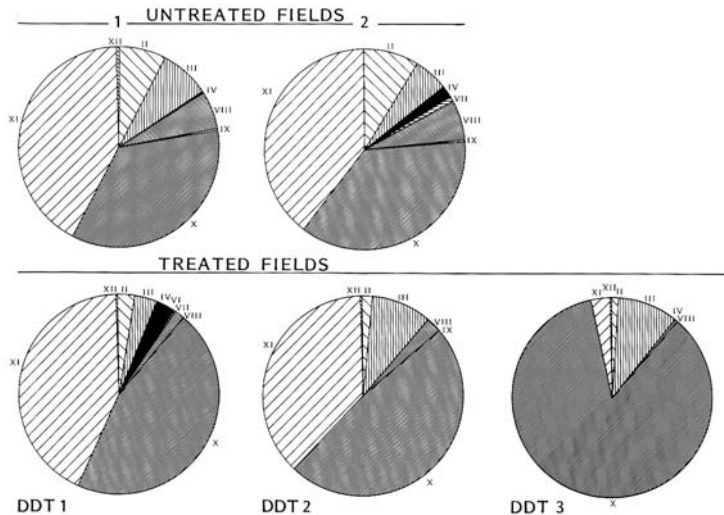 UNTREATED FIELDS
1 2
XII II III IV VIII IX X XI
II III IV VII VIII IX X XI
TREATED FIELDS
XII II III IV VI VII VIII X XI
XII II III VIII IX X XI
XI XII II III IV VIII X
DDT 1 DDT 2 DDT 3